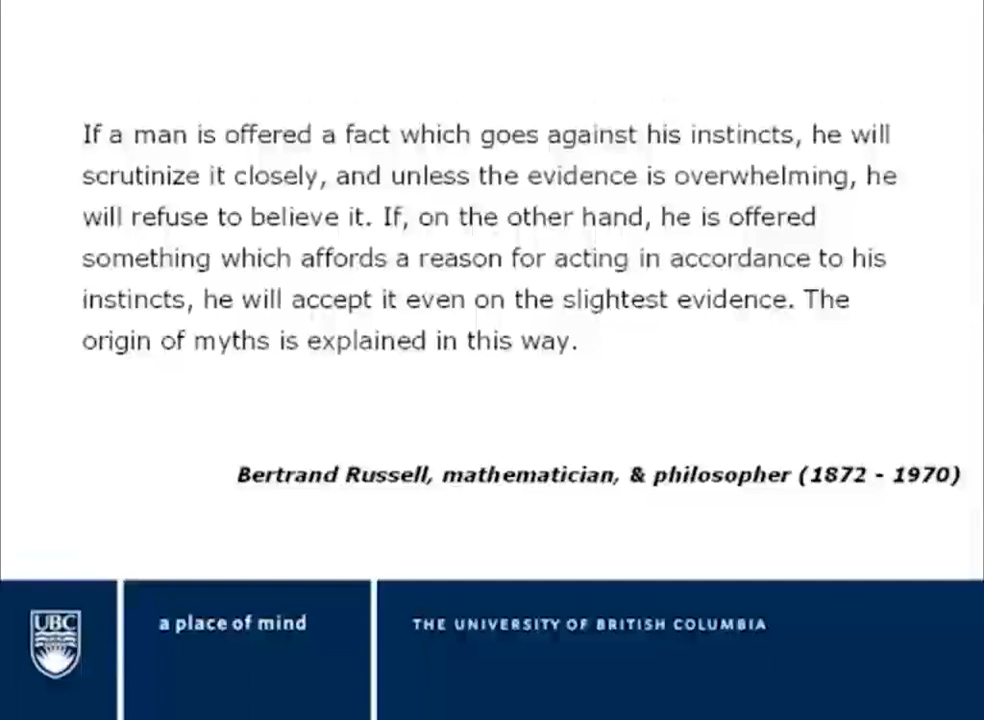 If a man is offered a fact which goes against his instincts, he will
scrutinize it closely, and unless the evidence is overwhelming, he
will refuse to believe it. If, on the other hand, he is offered
something which affords a reason for acting in accordance to his
instincts, he will accept it even on the slightest evidence. The
origin of myths is explained in this way.
Bertrand Russell, mathematician, & philosopher (1872 - 1970)
UBC
a place of mind
THE UNIVERSITY OF BRITISH COLUMBIA